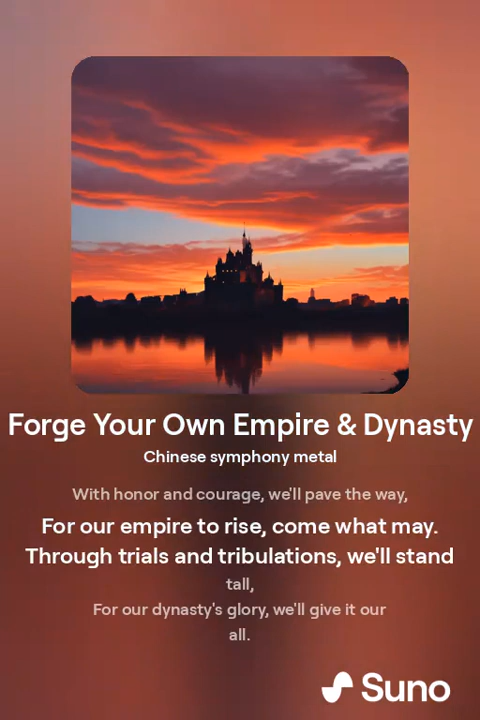 Forge Your Own Empire & Dynasty
Chinese symphony metal
With honor and courage, we'll pave the way,
For our empire to rise, come what may.
Through trials and tribulations, we'll stand
tall,
For our dynasty's glory, we'll give it our
all.
Suno